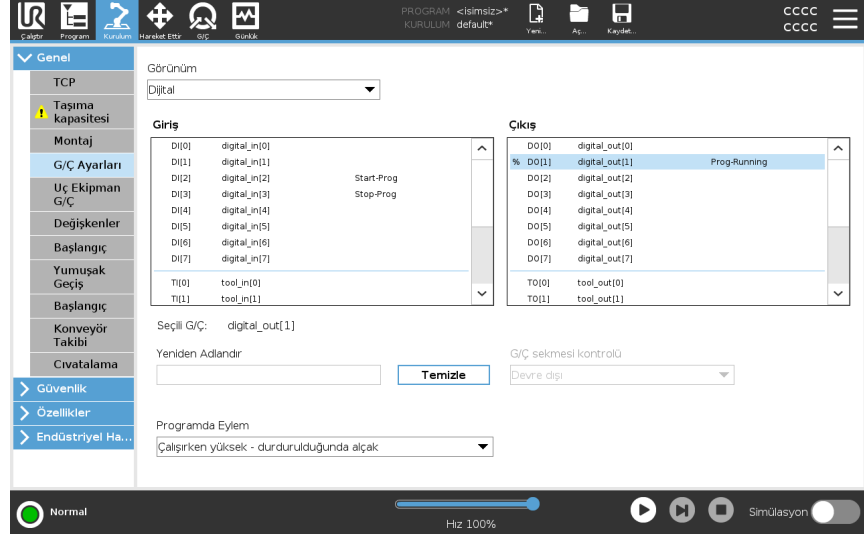 UR
PROGRAM <isimsiz>*
KURULUM default*
CCCC
CCCC
Çalıştır Program Kurulum Hareket Ettir G/Ç Günlük Yeni... Aç... Kaydet...
Genel
TCP
Taşıma
kapasitesi
Montaj
G/Ç Ayarları
Uç Ekipman
G/Ç
Değişkenler
Başlangıç
Yumuşak
Geçiş
Başlangıç
Konveyör
Takibi
Cıvatalama
Güvenlik
Özellikler
Endüstriyel Ha...
Görünüm
Dijital
Giriş
DI[0] digital_in[0]
DI[1] digital_in[1]
DI[2] digital_in[2] Start-Prog
DI[3] digital_in[3] Stop-Prog
DI[4] digital_in[4]
DI[5] digital_in[5]
DI[6] digital_in[6]
DI[7] digital_in[7]
TI[0] tool_in[0]
TI[1] tool_in[1]
Çıkış
DO[0] digital_out[0]
% DO[1] digital_out[1] Prog-Running
DO[2] digital_out[2]
DO[3] digital_out[3]
DO[4] digital_out[4]
DO[5] digital_out[5]
DO[6] digital_out[6]
DO[7] digital_out[7]
TO[0] tool_out[0]
TO[1] tool_out[1]
Seçili G/Ç: digital_out[1]
Yeniden Adlandır
Temizle
G/Ç sekmesi kontrolü
Devre dışı
Programda Eylem
Çalışırken yüksek - durdurulduğunda alçak
Normal
Hız 100%
Simülasyon